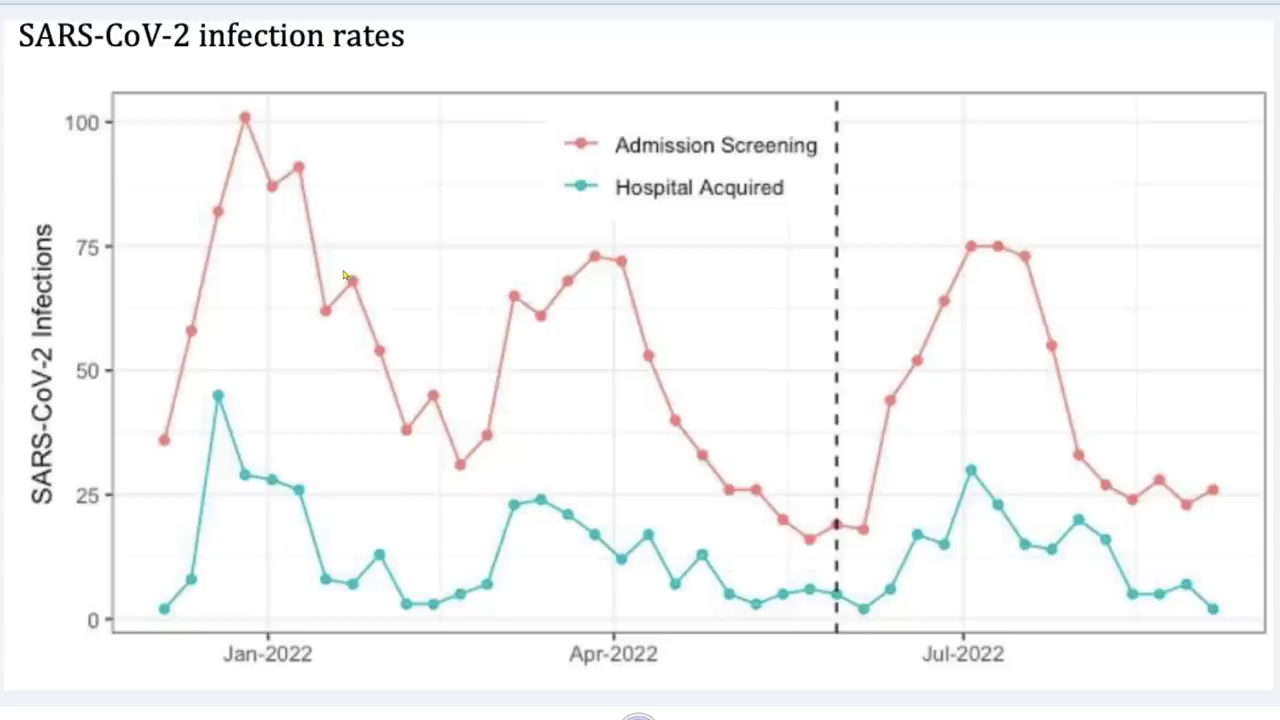 SARS-CoV-2 infection rates
Admission Screening
Hospital Acquired
SARS-CoV-2 Infections
100
75
50
25
0
Jan-2022
Apr-2022
Jul-2022